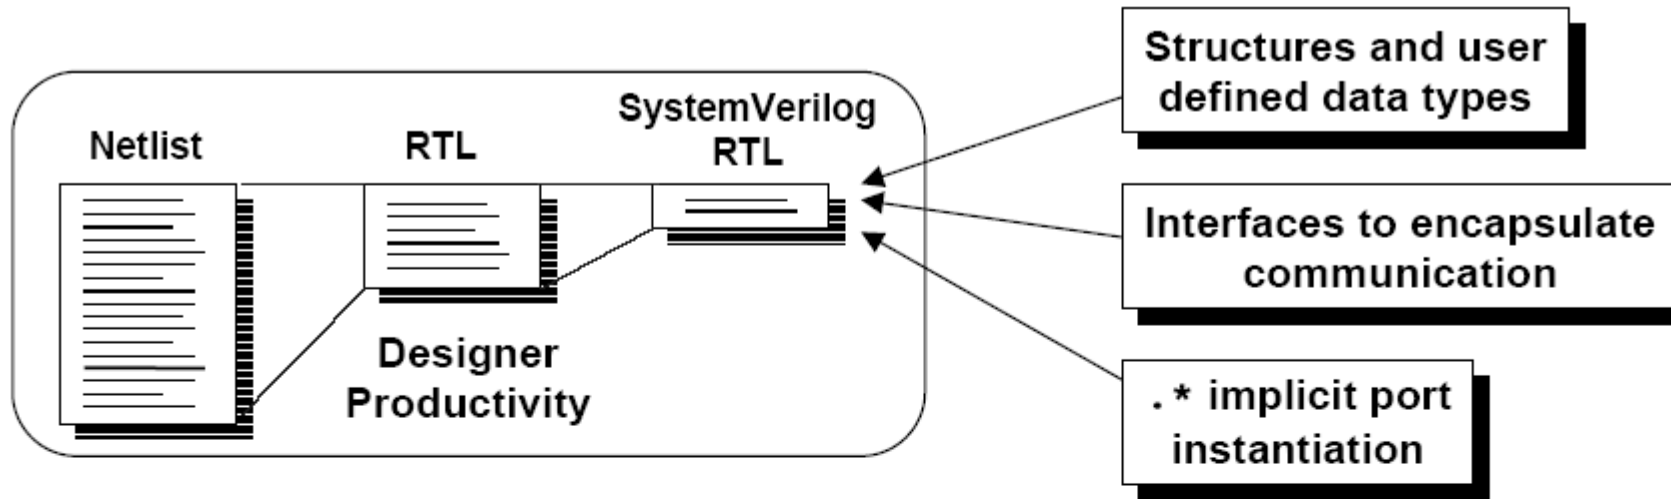 Netlist
RTL
SystemVerilog
RTL
Designer
Productivity
Structures and user
defined data types
Interfaces to encapsulate
communication
.* implicit port
instantiation